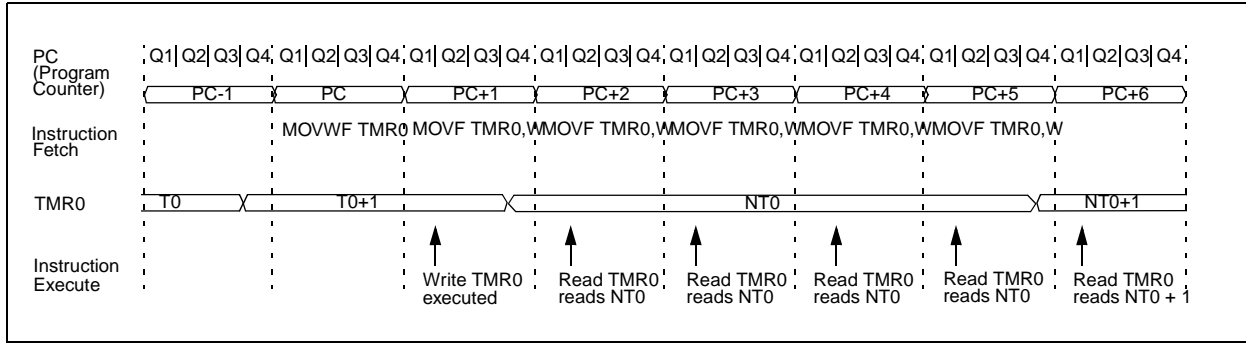 PC (Program Counter)
Q1 Q2 Q3 Q4 Q1 Q2 Q3 Q4 Q1 Q2 Q3 Q4 Q1 Q2 Q3 Q4 Q1 Q2 Q3 Q4 Q1 Q2 Q3 Q4 Q1 Q2 Q3 Q4 Q1 Q2 Q3 Q4
PC-1 PC PC+1 PC+2 PC+3 PC+4 PC+5 PC+6
Instruction Fetch
MOVWF TMR0 MOVF TMR0,W MOVF TMR0,W MOVF TMR0,W MOVF TMR0,W MOVF TMR0,W
TMR0
T0 T0+1 NT0 NT0+1
Instruction Execute
Write TMR0 executed
Read TMR0 reads NT0
Read TMR0 reads NT0
Read TMR0 reads NT0
Read TMR0 reads NT0
Read TMR0 reads NT0 + 1